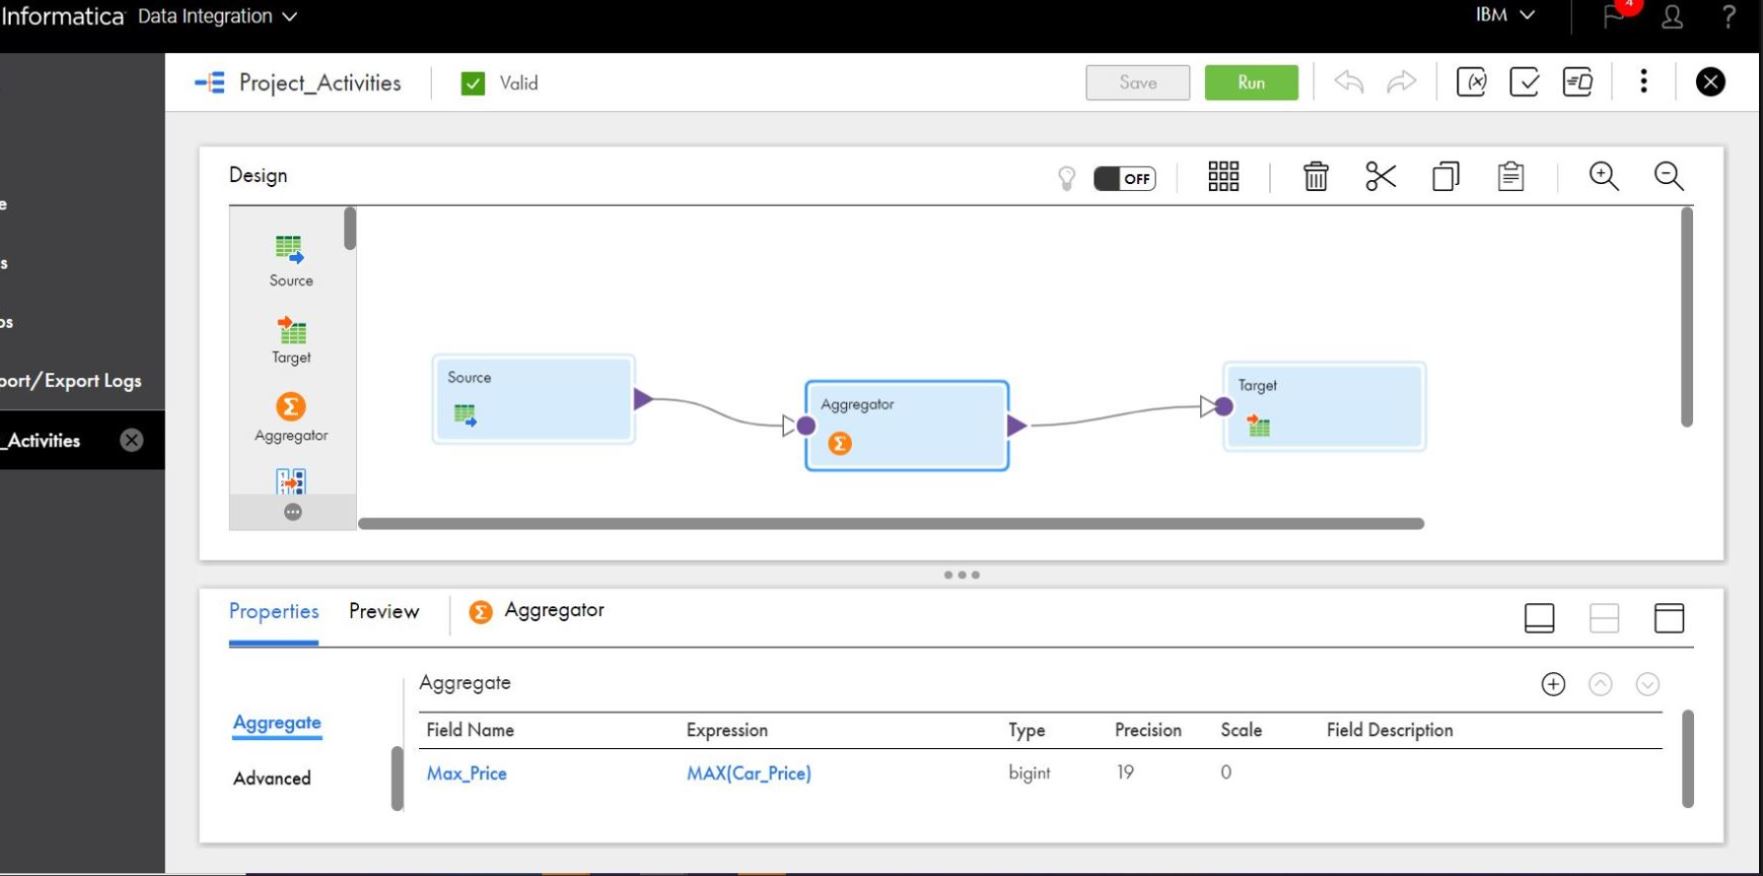 Informatica Data Integration
IBM
4
?
Project_Activities
Valid
Save
Run
(x)
Design
OFF
e
s
os
port/Export Logs
_Activities
Source
Target
Aggregator
Source
Aggregator
Σ
Target
Properties
Preview
Σ Aggregator
Aggregate
Advanced
Aggregate
Field Name Expression Type Precision Scale Field Description
Max_Price MAX(Car_Price) bigint 19 0